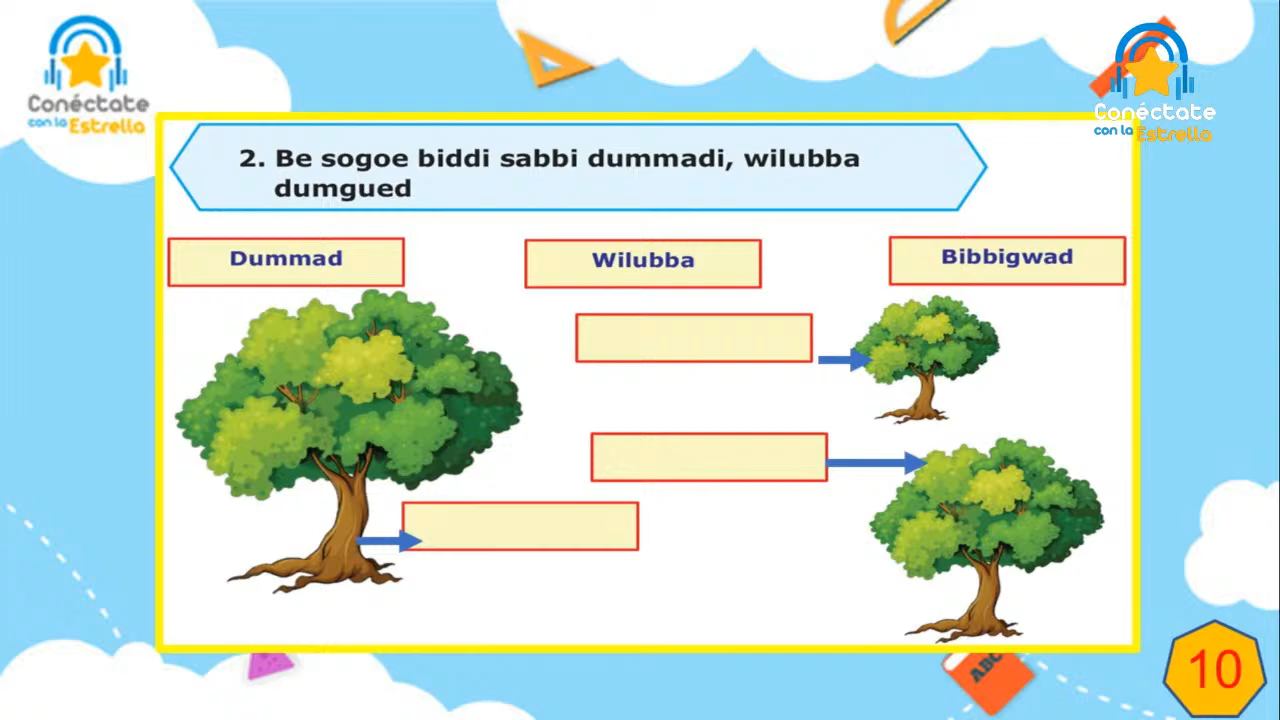 Conéctate
con la Estrella
Conéctate
con la Estrella
2. Be sogoe biddi sabbi dummadi, wilubba
dumgued
Dummad
Wilubba
Bibbigwad
ABC
10